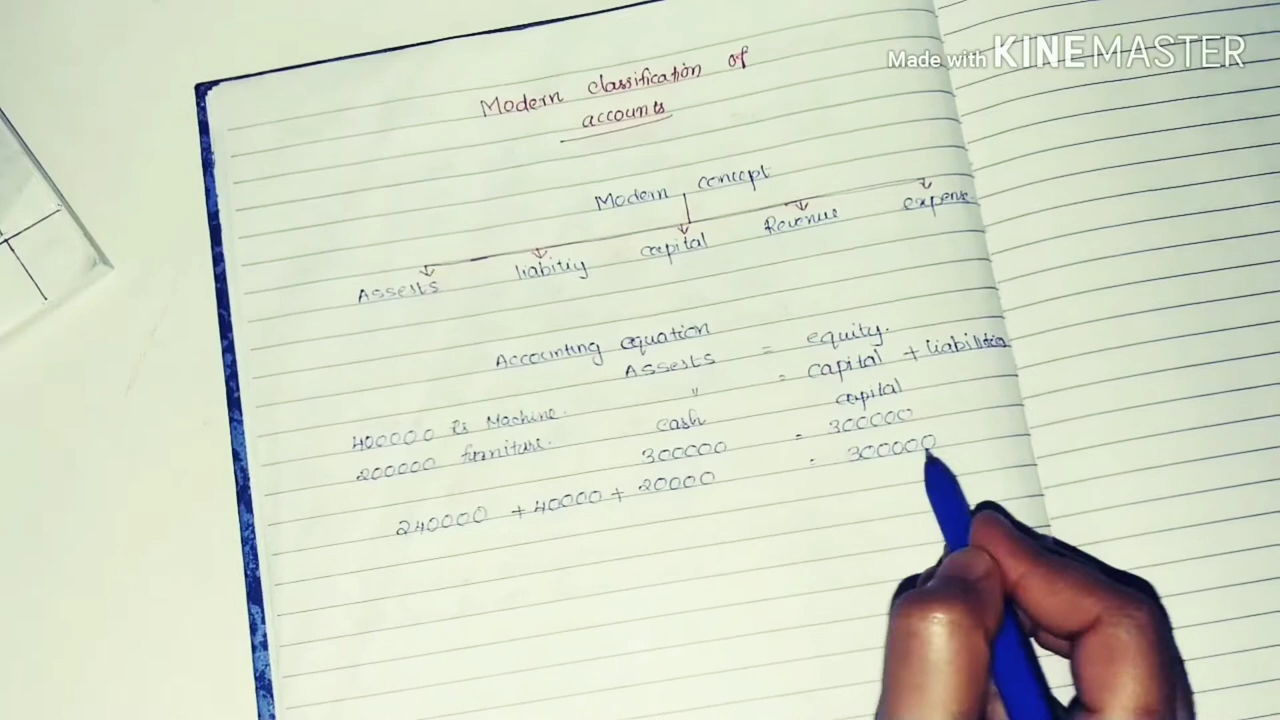 Made with KINEMASTER
Modern classification of
accounts
Modern concept
Assests liabitiy capital Revenue expense
Accounting equation
Assests = equity.
" = capital + liabilities
cash capital
400000 Rs Machine.
300000 = 300000
200000 furniture.
240000 + 40000 + 20000 = 300000